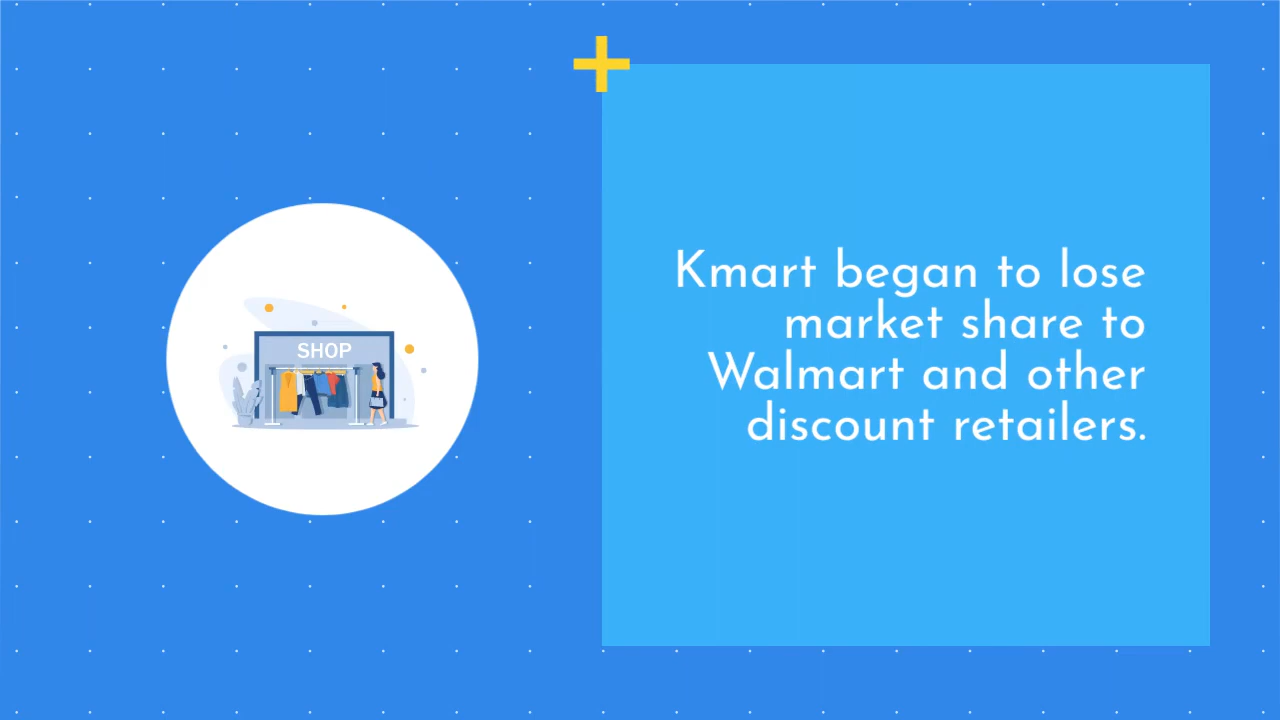 SHOP
Kmart began to lose
market share to
Walmart and other
discount retailers.